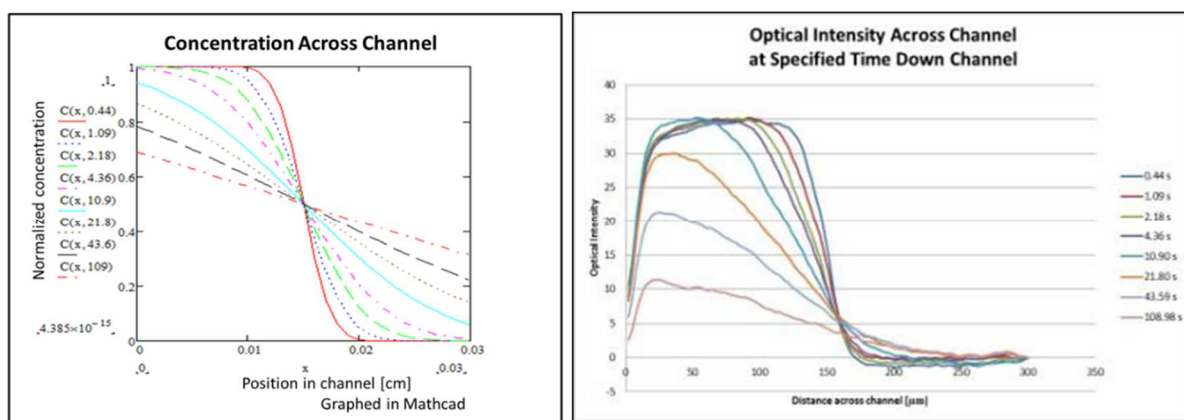 Concentration Across Channel
Normalized concentration
1
.1,
0.8
0.6
0.4
0.2
0
C(x, 0.44)
C(x, 1.09)
C(x, 2.18)
C(x, 4.36)
C(x, 10.9)
C(x, 21.8)
C(x, 43.6)
C(x, 109)
.4.385×10⁻¹⁵
0 0.01 0.02 0.03
.0. x .03.
Position in channel [cm]
Graphed in Mathcad
Optical Intensity Across Channel
at Specified Time Down Channel
Optical Intensity
40
35
30
25
20
15
10
5
0
-5
0 50 100 150 200 250 300 350
Distance across channel [µm]
0.44 s
1.09 s
2.18 s
4.36 s
10.90 s
21.80 s
43.59 s
108.98 s